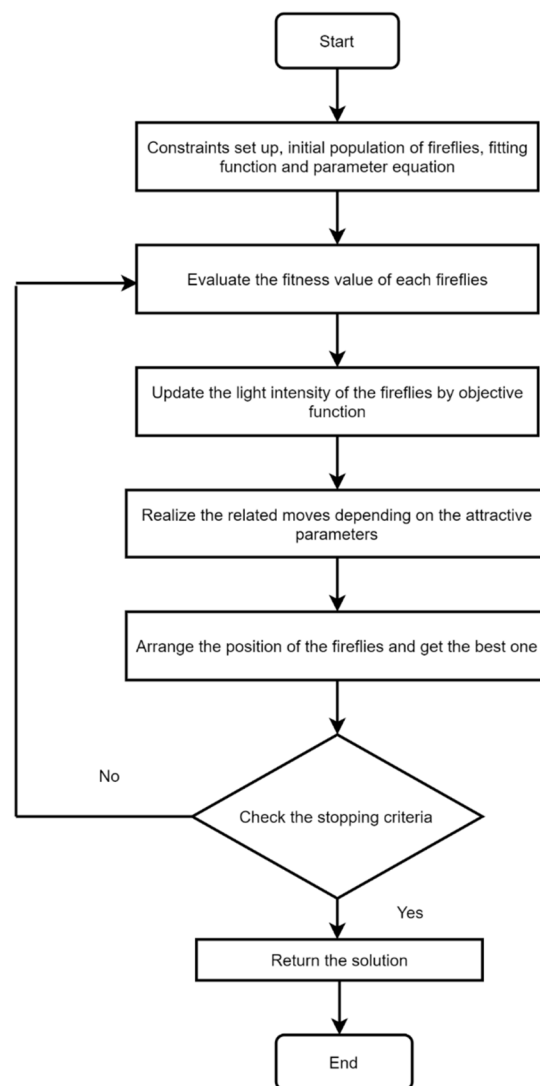 Start
Constraints set up, initial population of fireflies, fitting
function and parameter equation
Evaluate the fitness value of each fireflies
Update the light intensity of the fireflies by objective
function
Realize the related moves depending on the attractive
parameters
Arrange the position of the fireflies and get the best one
No
Check the stopping criteria
Yes
Return the solution
End